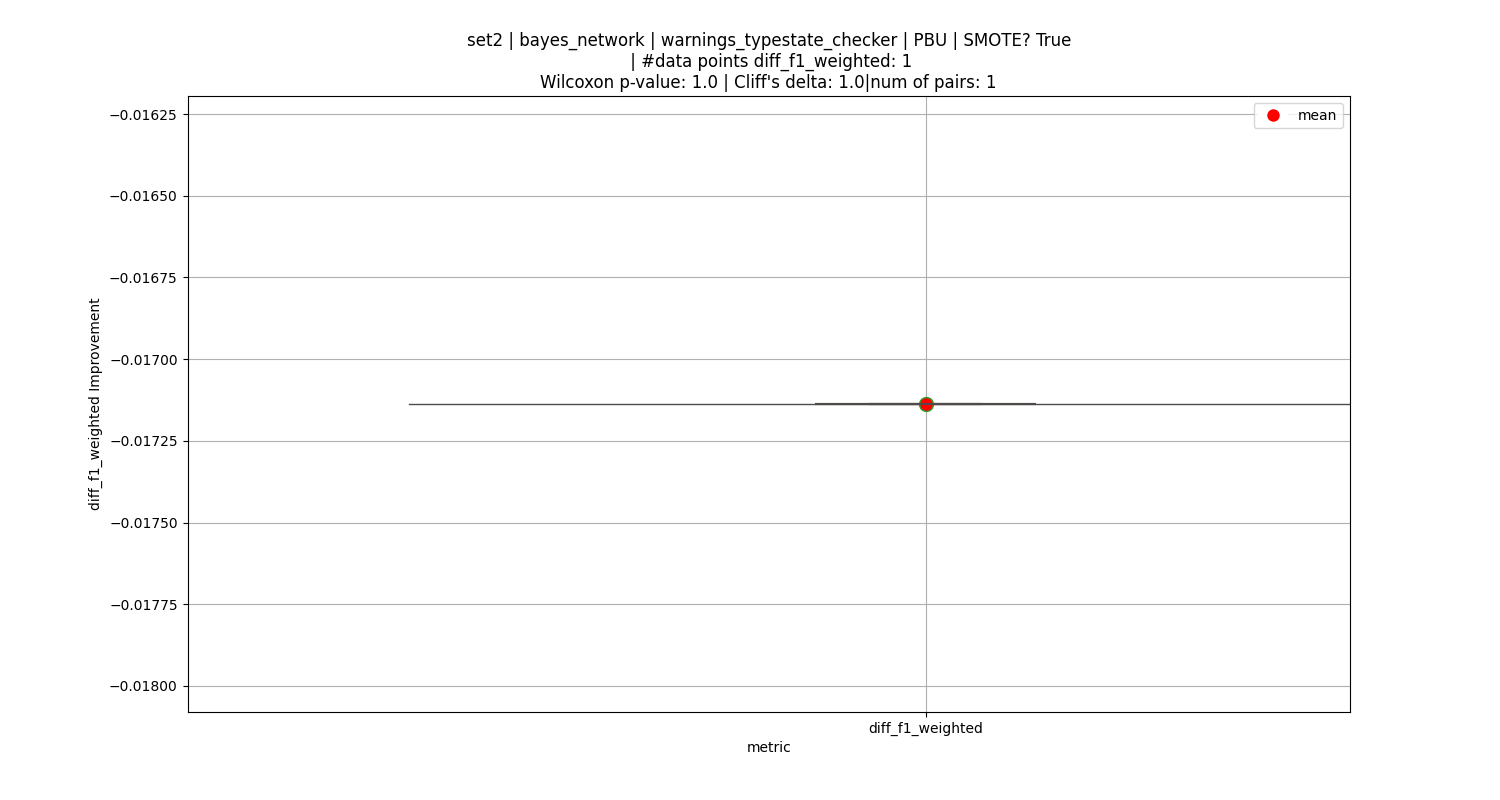 set2 | bayes_network | warnings_typestate_checker | PBU | SMOTE? True
| #data points diff_f1_weighted: 1
Wilcoxon p-value: 1.0 | Cliff's delta: 1.0|num of pairs: 1
mean
−0.01625
−0.01650
−0.01675
−0.01700
−0.01725
−0.01750
−0.01775
−0.01800
diff_f1_weighted Improvement
diff_f1_weighted
metric